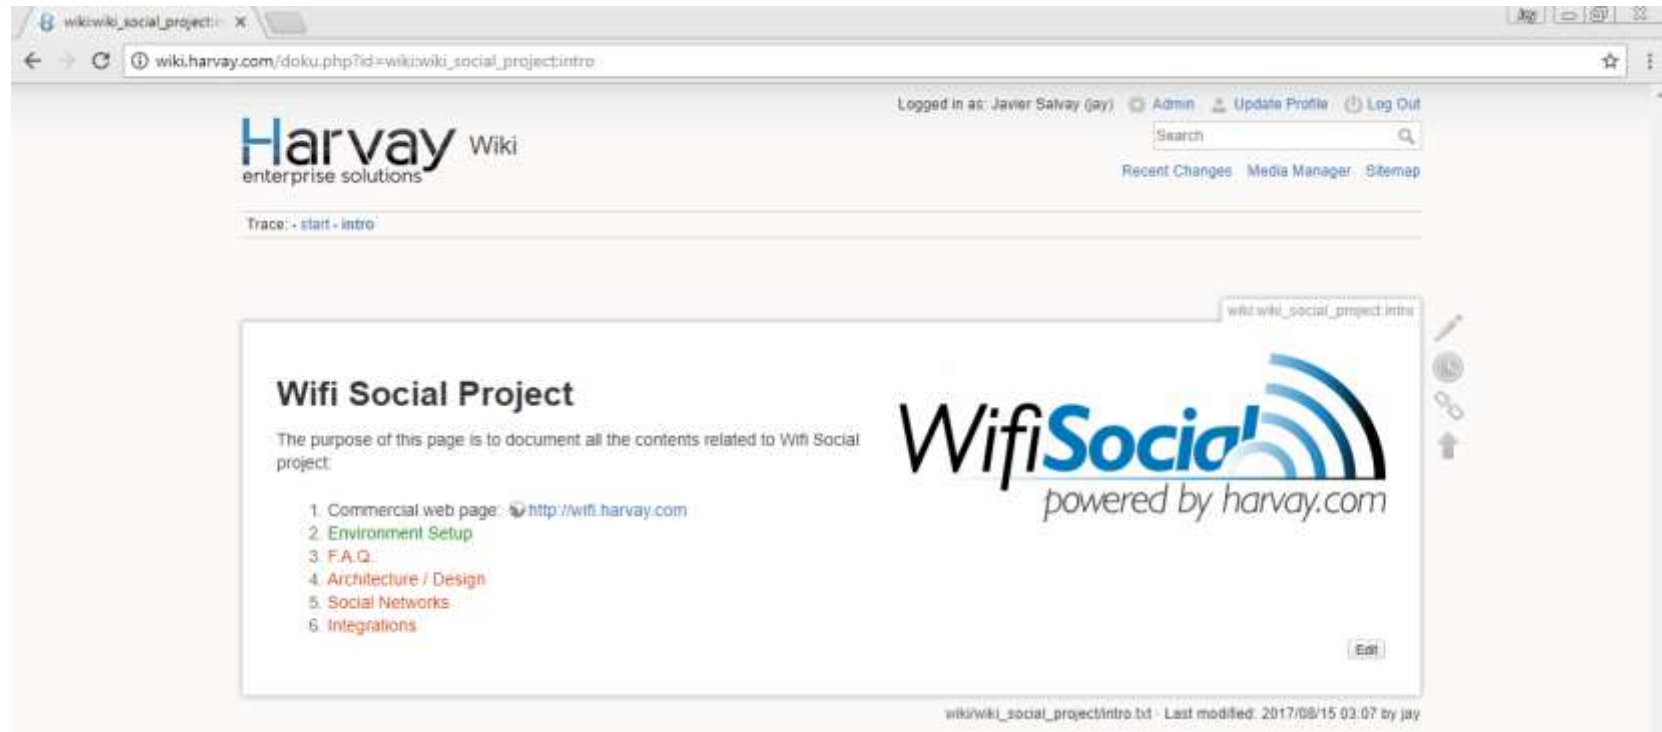 wiki:wiki_social_project:i
jay
wiki.harvay.com/doku.php?id=wiki:wiki_social_project:intro
Logged in as: Javier Salvay (jay) Admin Update Profile Log Out
Harvay Wiki
enterprise solutions
Search
Recent Changes Media Manager Sitemap
Trace: • start • intro
wiki:wiki_social_project:intro
Wifi Social Project
The purpose of this page is to document all the contents related to Wifi Social
project:
1. Commercial web page: http://wifi.harvay.com
2. Environment Setup
3. F.A.Q.
4. Architecture / Design
5. Social Networks
6. Integrations
WifiSocial
powered by harvay.com
Edit
wiki/wiki_social_project/intro.txt · Last modified: 2017/08/15 03:07 by jay